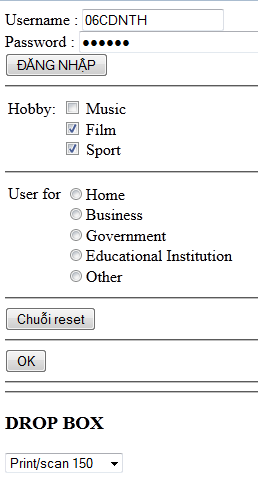 Username : 06CDNTH
Password : ●●●●●●
ĐĂNG NHẬP
Hobby: Music
Film
Sport
User for Home
Business
Government
Educational Institution
Other
Chuỗi reset
OK
DROP BOX
Print/scan 150